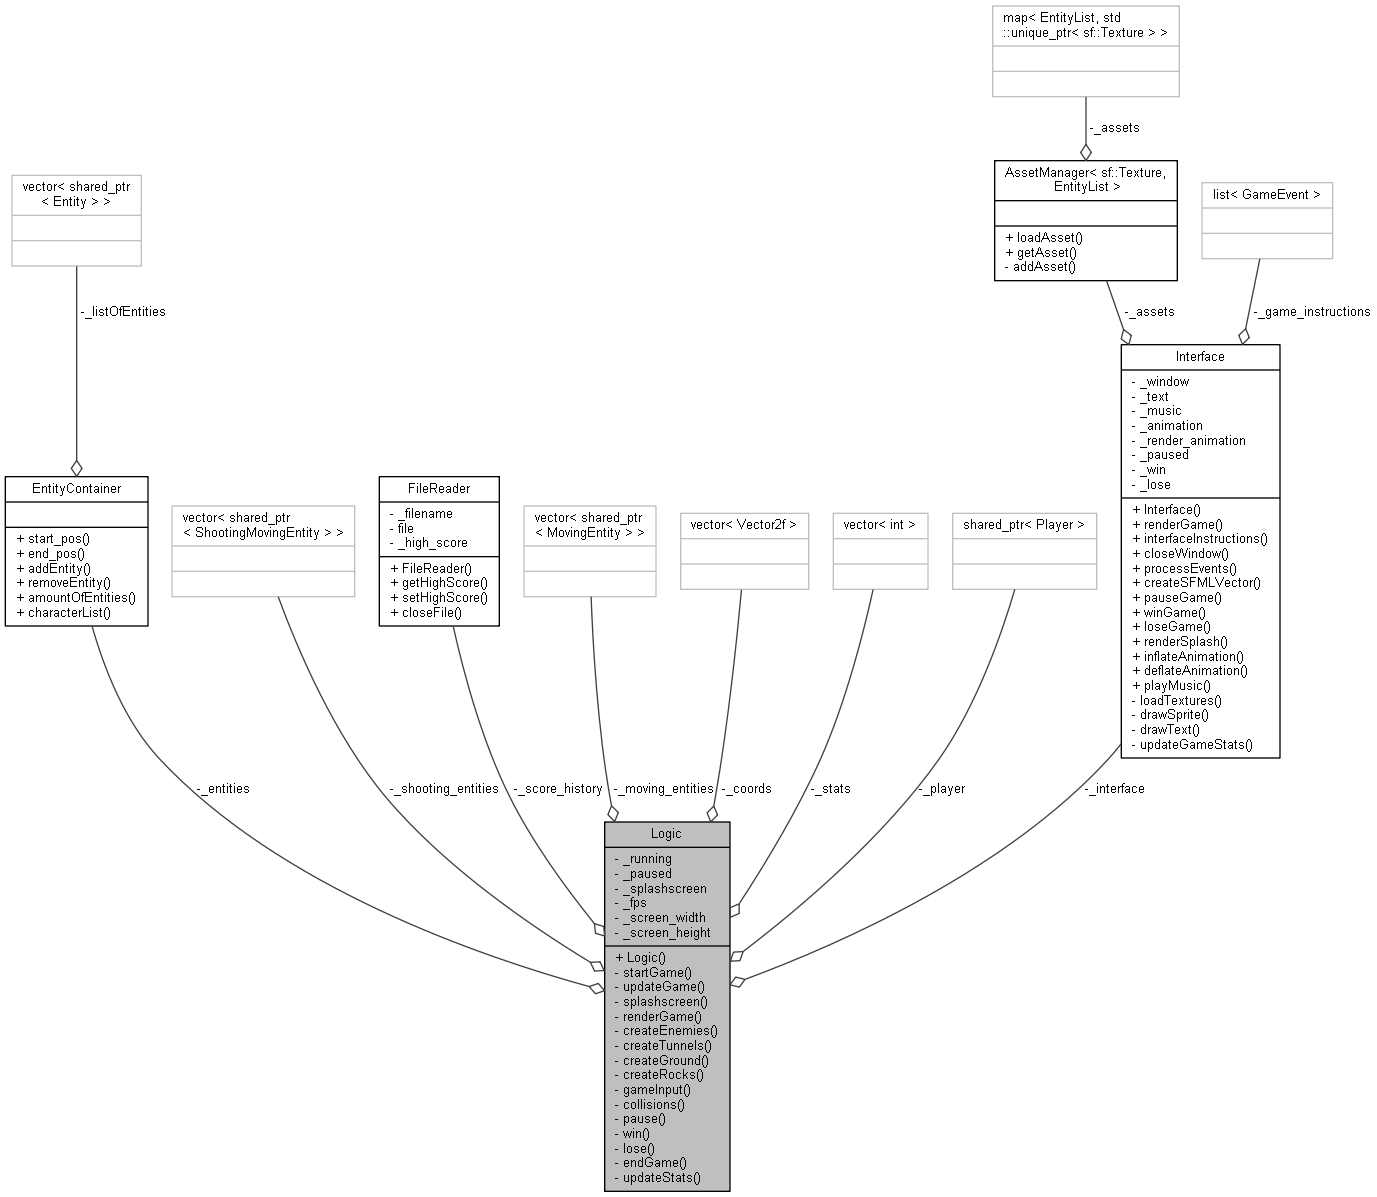 map< EntityList, std
::unique_ptr< sf::Texture > >
-_assets
AssetManager< sf::Texture,
EntityList >
+ loadAsset()
+ getAsset()
- addAsset()
vector< shared_ptr
< Entity > >
list< GameEvent >
-_listOfEntities
-_assets
-_game_instructions
Interface
- _window
- _text
- _music
- _animation
- _render_animation
- _paused
- _win
- _lose
+ Interface()
+ renderGame()
+ interfaceInstructions()
+ closeWindow()
+ processEvents()
+ createSFMLVector()
+ pauseGame()
+ winGame()
+ loseGame()
+ renderSplash()
+ inflateAnimation()
+ deflateAnimation()
+ playMusic()
- loadTextures()
- drawSprite()
- drawText()
- updateGameStats()
EntityContainer
+ start_pos()
+ end_pos()
+ addEntity()
+ removeEntity()
+ amountOfEntities()
+ characterList()
vector< shared_ptr
< ShootingMovingEntity > >
FileReader
- _filename
- file
- _high_score
+ FileReader()
+ getHighScore()
+ setHighScore()
+ closeFile()
vector< shared_ptr
< MovingEntity > >
vector< Vector2f >
vector< int >
shared_ptr< Player >
-_entities
-_shooting_entities
-_score_history
-_moving_entities
-_coords
-_stats
-_player
-_interface
Logic
- _running
- _paused
- _splashscreen
- _fps
- _screen_width
- _screen_height
+ Logic()
- startGame()
- updateGame()
- splashscreen()
- renderGame()
- createEnemies()
- createTunnels()
- createGround()
- createRocks()
- gameInput()
- collisions()
- pause()
- win()
- lose()
- endGame()
- updateStats()